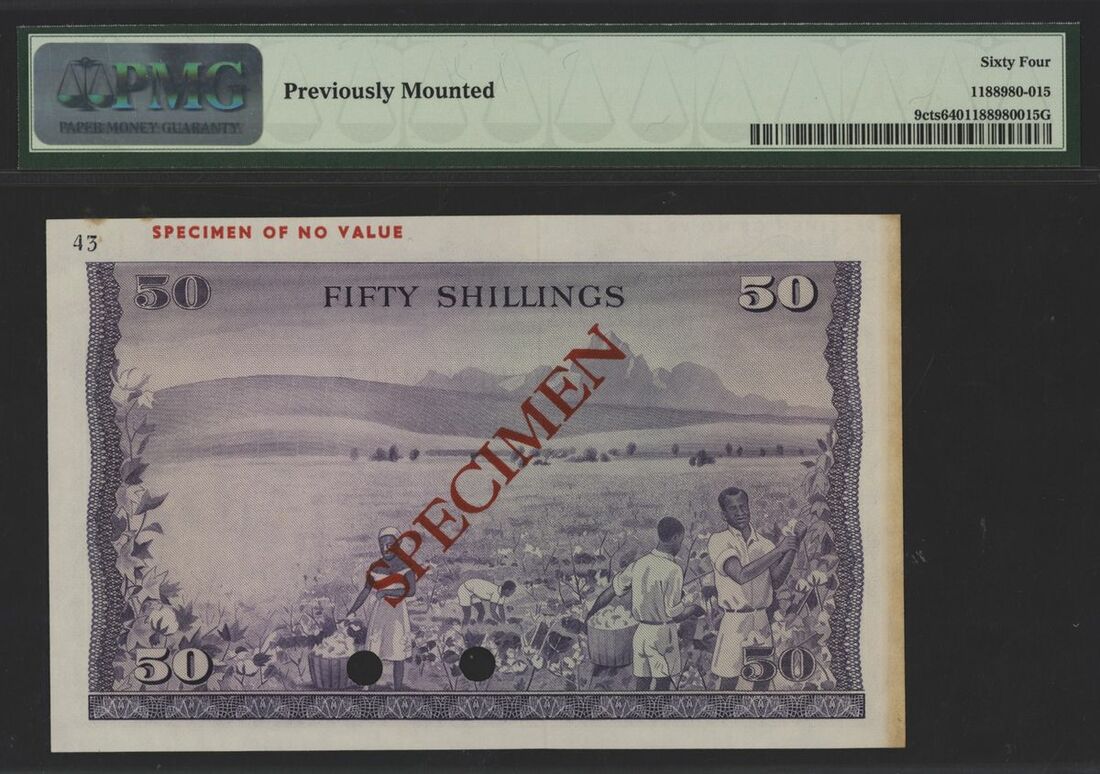 PMG
PAPER MONEY GUARANTY
Previously Mounted
Sixty Four
1188980-015
9cts6401188980015G
43
SPECIMEN OF NO VALUE
50
FIFTY SHILLINGS
50
SPECIMEN
50
50